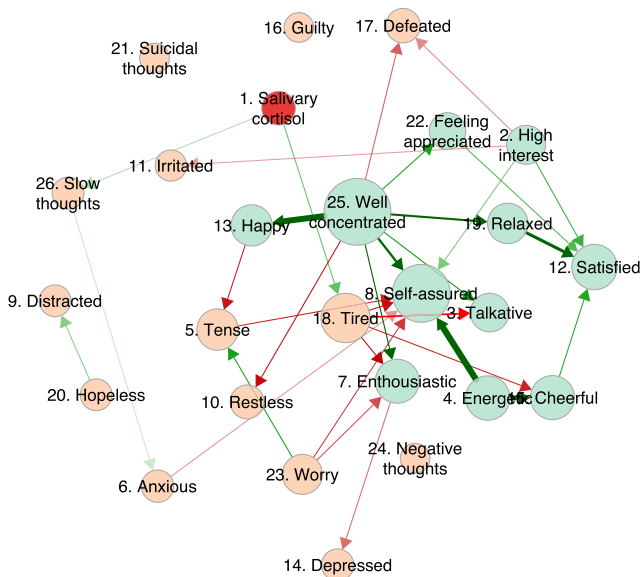 16. Guilty
17. Defeated
21. Suicidal
thoughts
1. Salivary
cortisol
22. Feeling
appreciated
2. High
interest
11. Irritated
26. Slow
thoughts
25. Well
concentrated
13. Happy
19. Relaxed
12. Satisfied
9. Distracted
8. Self-assured
5. Tense
18. Tired
3. Talkative
7. Enthousiastic
20. Hopeless
10. Restless
4. Energetic
15. Cheerful
24. Negative
thoughts
6. Anxious
23. Worry
14. Depressed